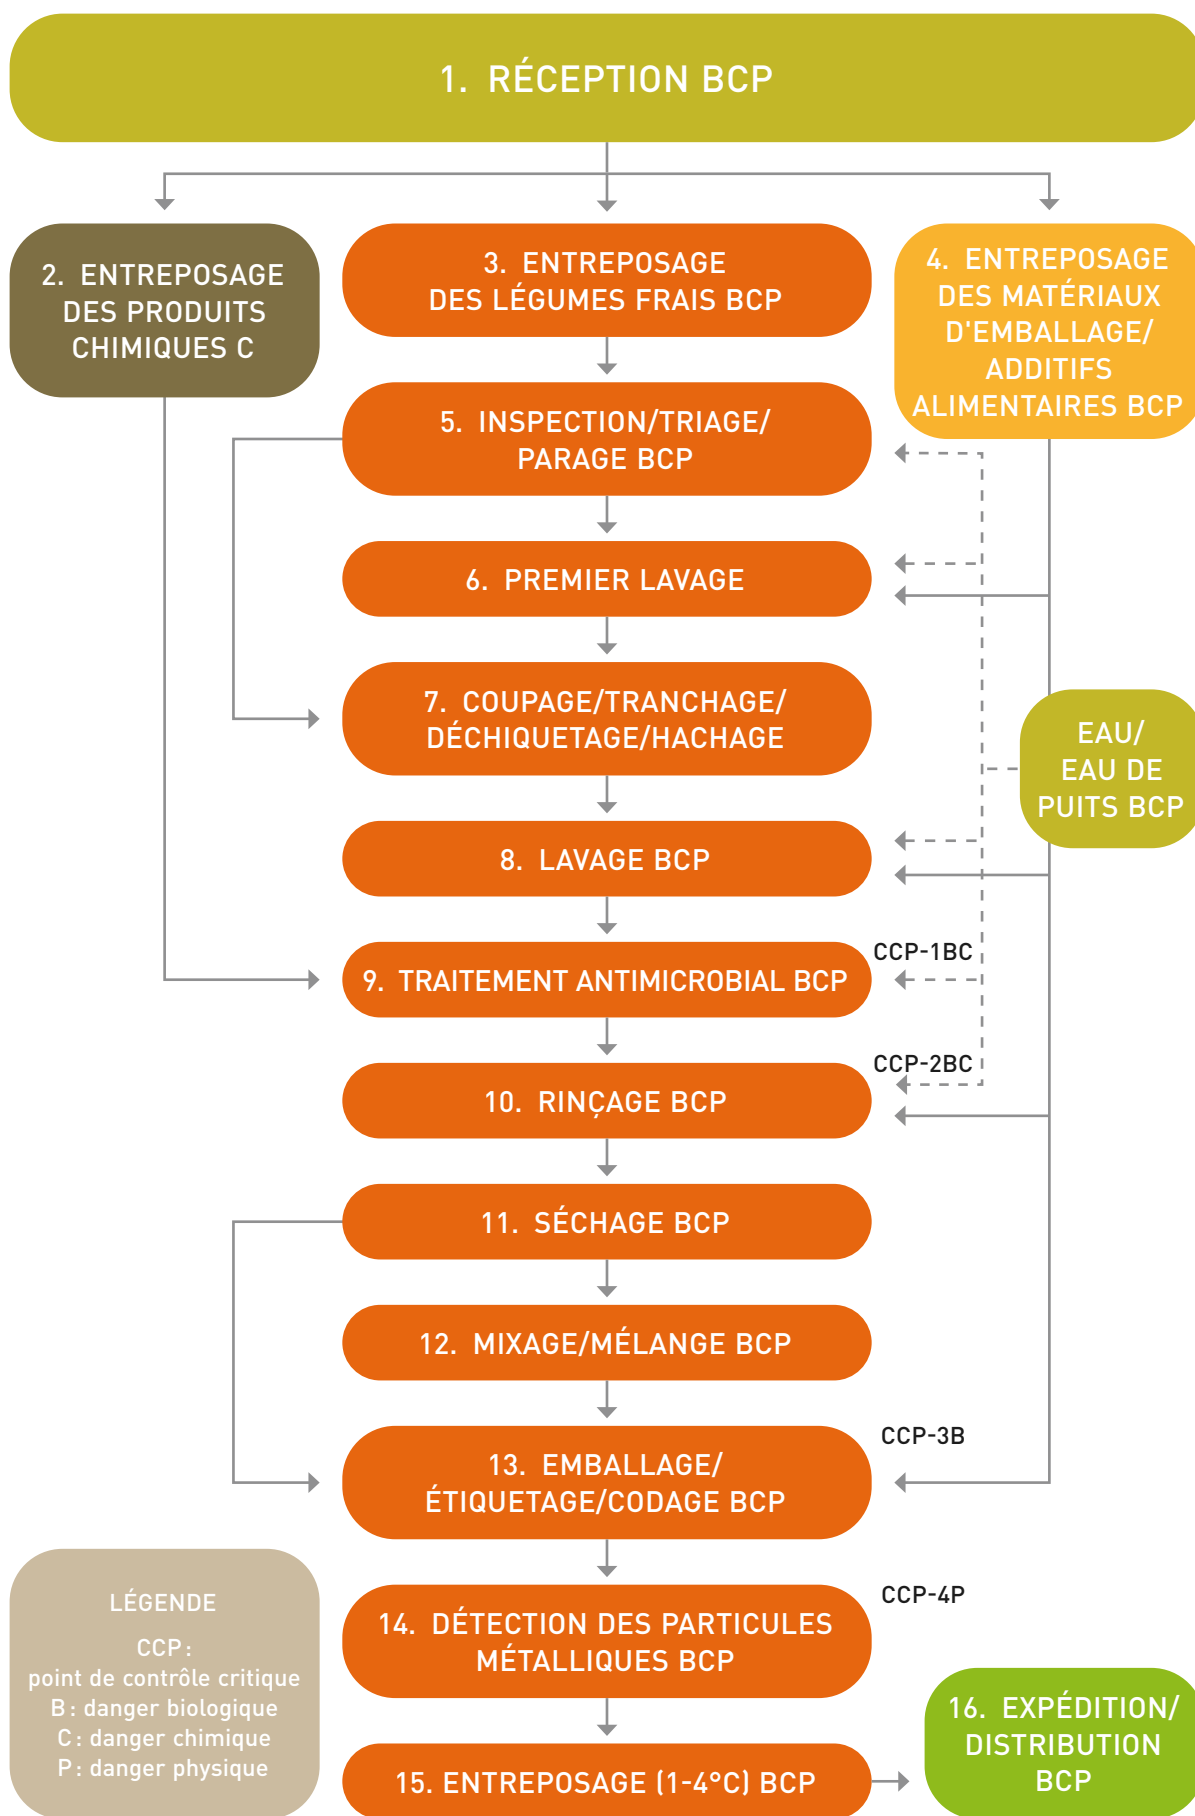 1. RÉCEPTION BCP
2. ENTREPOSAGE
DES PRODUITS
CHIMIQUES C
3. ENTREPOSAGE
DES LÉGUMES FRAIS BCP
4. ENTREPOSAGE
DES MATÉRIAUX
D'EMBALLAGE/
ADDITIFS
ALIMENTAIRES BCP
5. INSPECTION/TRIAGE/
PARAGE BCP
6. PREMIER LAVAGE
7. COUPAGE/TRANCHAGE/
DÉCHIQUETAGE/HACHAGE
EAU/
EAU DE
PUITS BCP
8. LAVAGE BCP
CCP-1BC
9. TRAITEMENT ANTIMICROBIAL BCP
CCP-2BC
10. RINÇAGE BCP
11. SÉCHAGE BCP
12. MIXAGE/MÉLANGE BCP
CCP-3B
13. EMBALLAGE/
ÉTIQUETAGE/CODAGE BCP
CCP-4P
14. DÉTECTION DES PARTICULES
MÉTALLIQUES BCP
15. ENTREPOSAGE (1-4°C) BCP
16. EXPÉDITION/
DISTRIBUTION
BCP
LÉGENDE
CCP :
point de contrôle critique
B : danger biologique
C : danger chimique
P : danger physique